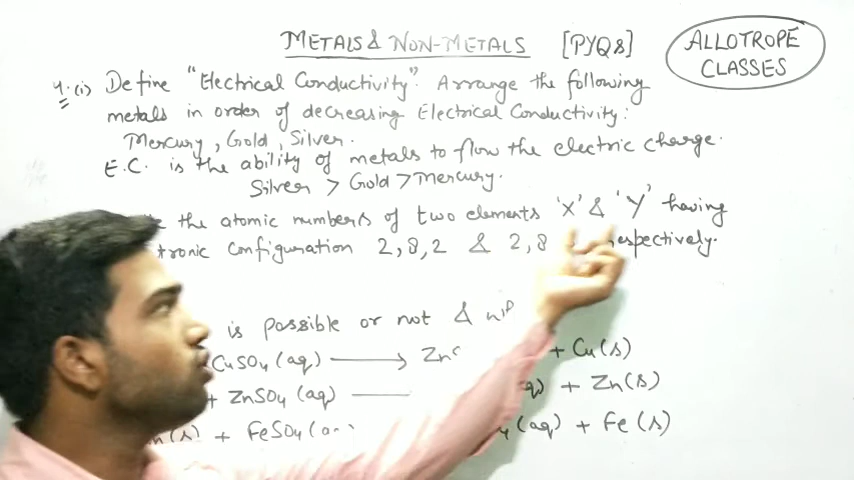 METALS & NON-METALS [PYQs]
ALLOTROPE
CLASSES
4. (i) Define "Electrical Conductivity". Arrange the following
metals in order of decreasing Electrical Conductivity:
Mercury, Gold, Silver.
E.C. is the ability of metals to flow the electric charge.
Silver > Gold > Mercury.
the atomic numbers of two elements 'X' & 'Y' having
tronic configuration 2,8,2 & 2,8 respectively.
is possible or not &
CuSO4 (aq) ⟶ Zn + Cu(s)
+ ZnSO4 (aq) — q) + Zn(s)
(s) + FeSO4 (a 4 (aq) + Fe (s)